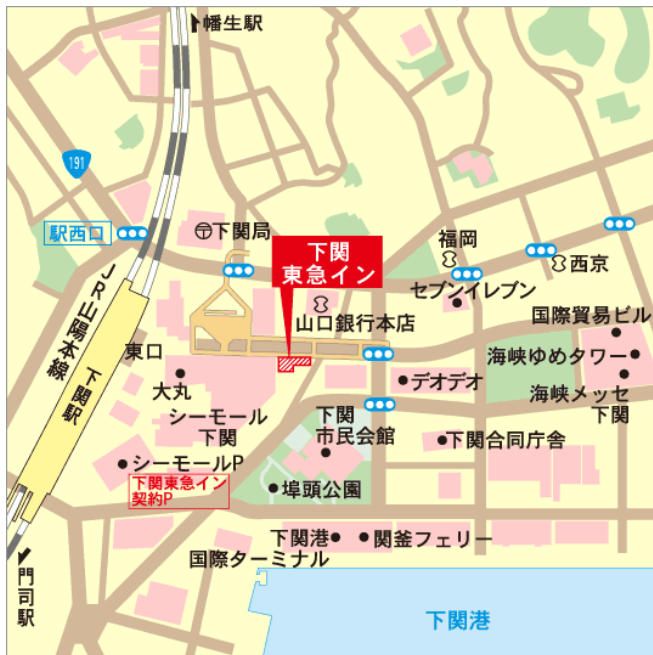 幡生駅
191
駅西口
下関局
下関
東急イン
福岡
西京
セブンイレブン
山口銀行本店
国際貿易ビル
JR山陽本線
下関駅
東口
大丸
海峡ゆめタワー
デオデオ
海峡メッセ
下関
シーモール
下関
下関
市民会館
下関合同庁舎
シーモールP
下関東急イン
契約P
埠頭公園
下関港
国際ターミナル
関釜フェリー
門司駅
下関港